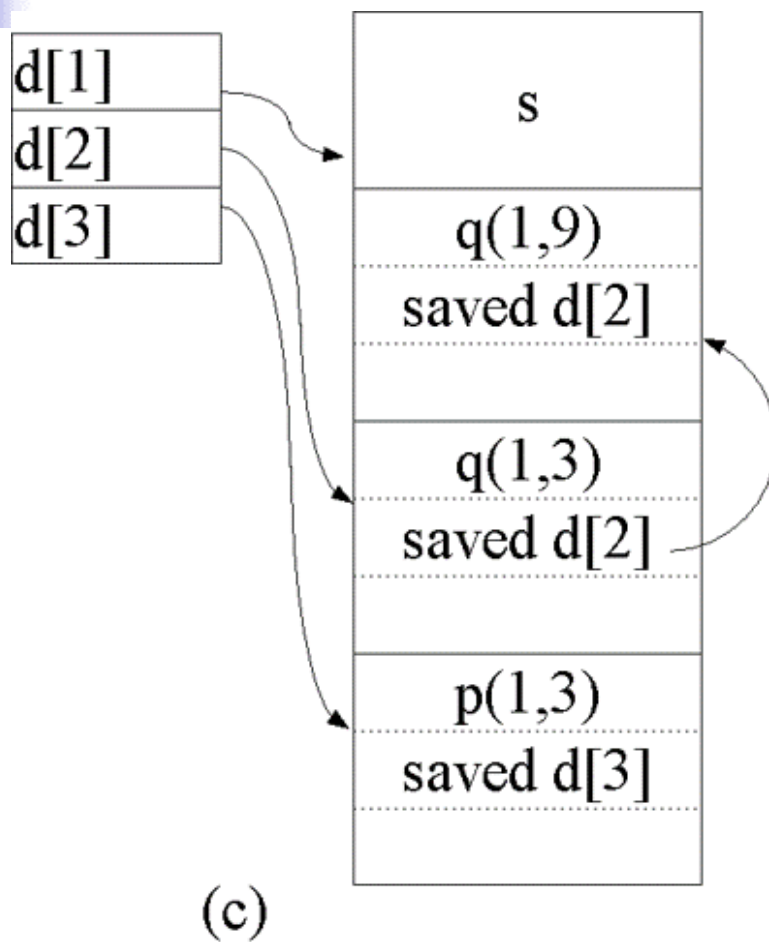 d[1]
d[2]
d[3]
s
q(1,9)
saved d[2]
q(1,3)
saved d[2]
p(1,3)
saved d[3]
(c)